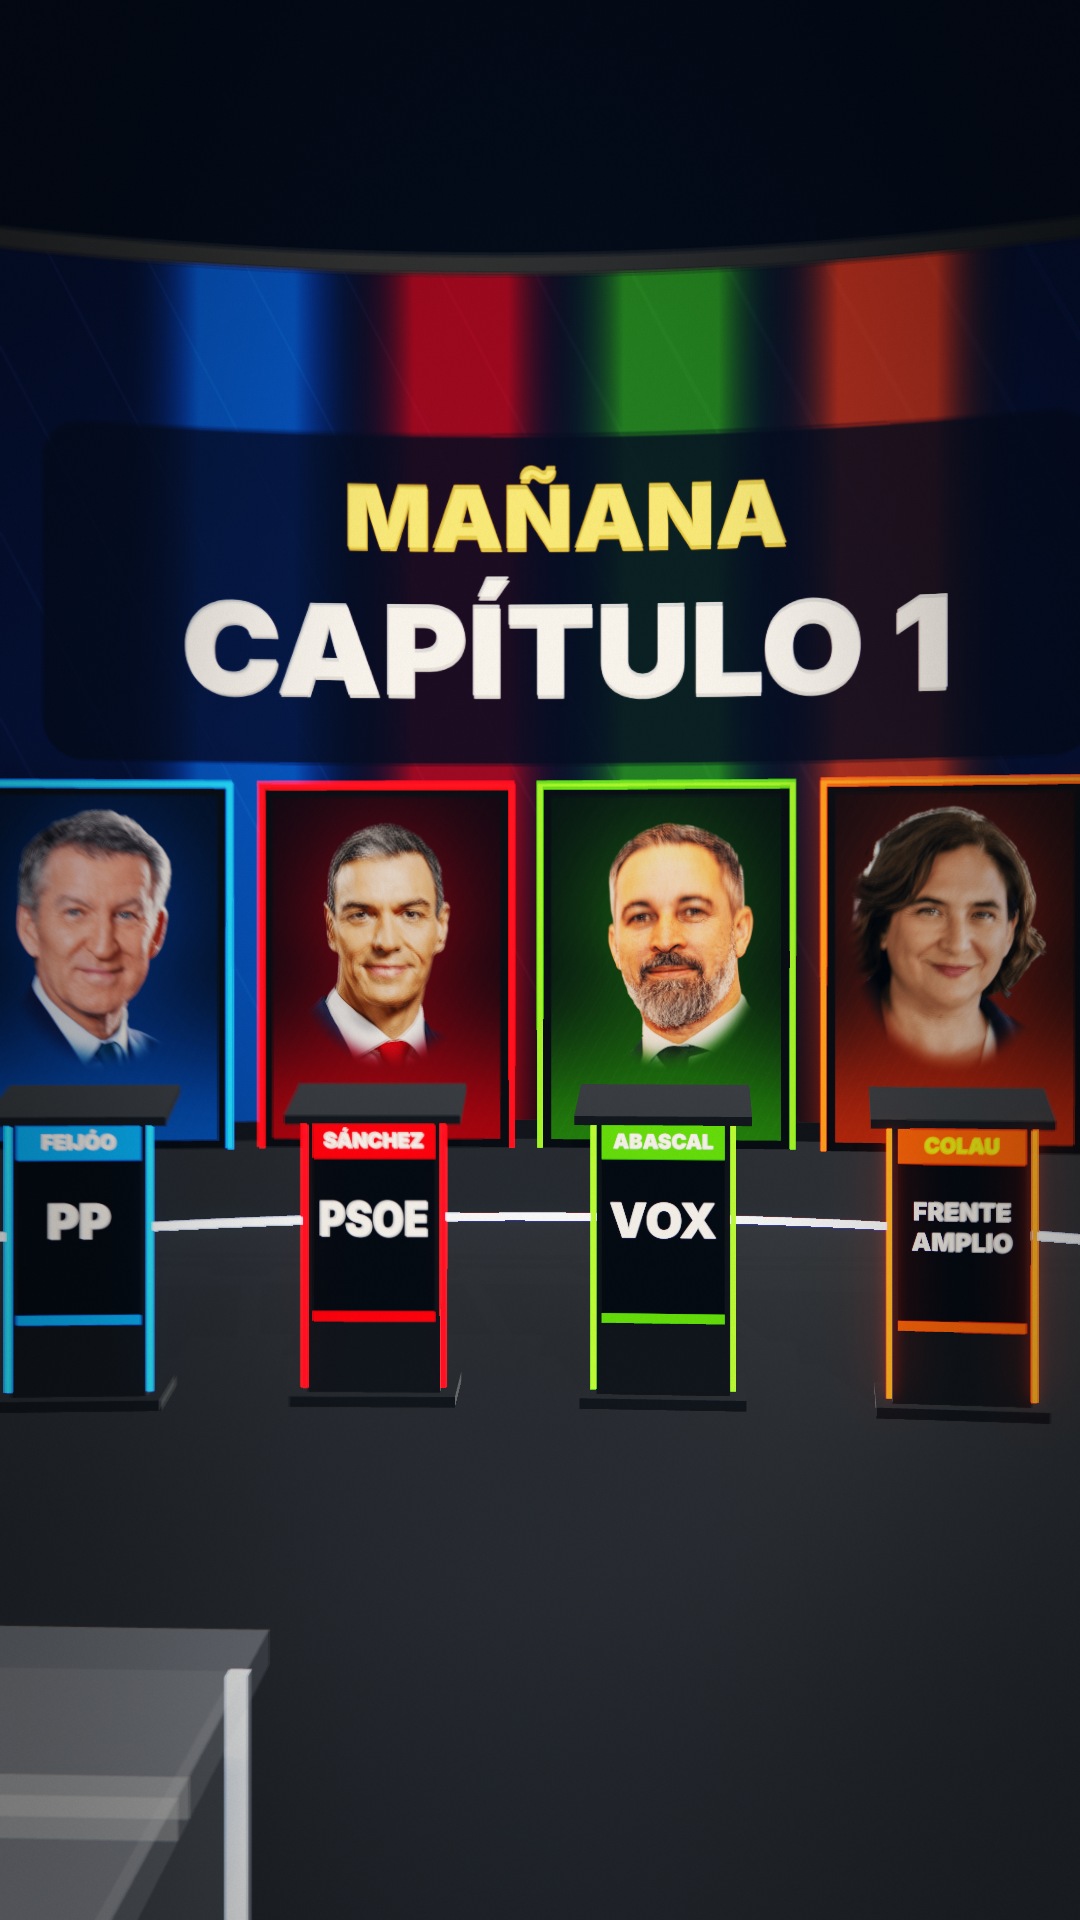 MAÑANA
CAPÍTULO 1
FEIJÓO
SÁNCHEZ
ABASCAL
COLAU
PP
PSOE
VOX
FRENTE
AMPLIO